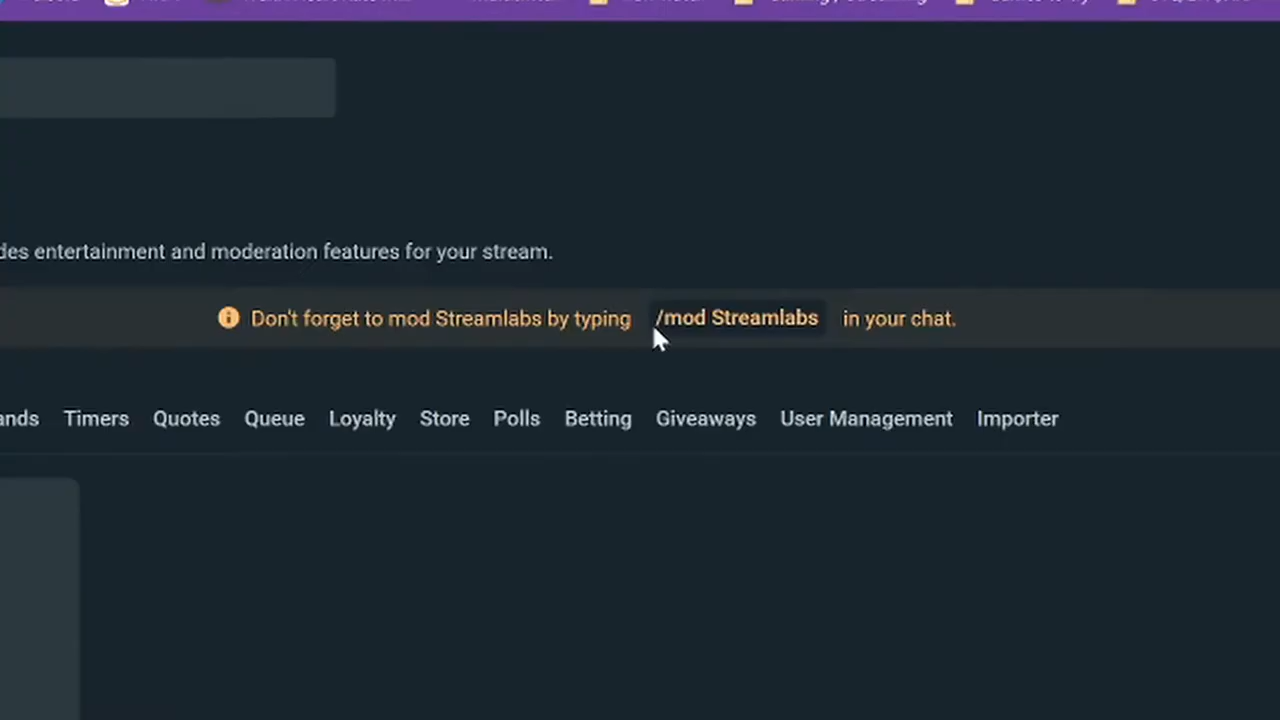 des entertainment and moderation features for your stream.
Don't forget to mod Streamlabs by typing /mod Streamlabs in your chat.
ands Timers Quotes Queue Loyalty Store Polls Betting Giveaways User Management Importer